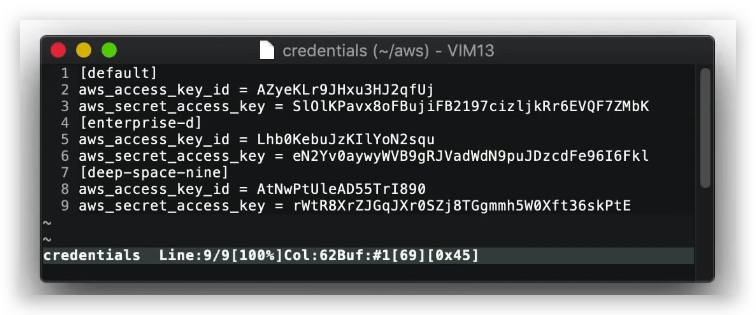 credentials (~/aws) - VIM13
1 [default]
2 aws_access_key_id = AZyeKLr9JHxu3HJ2qfUj
3 aws_secret_access_key = SlOlKPavx8oFBujiFB2197cizljkRr6EVQF7ZMbK
4 [enterprise-d]
5 aws_access_key_id = Lhb0KebuJzKIlYoN2squ
6 aws_secret_access_key = eN2Yv0aywyWVB9gRJVadWdN9puJDzcdFe96I6Fkl
7 [deep-space-nine]
8 aws_access_key_id = AtNwPtUleAD55TrI890
9 aws_secret_access_key = rWtR8XrZJGqJXr0SZj8TGgmmh5W0Xft36skPtE
~
~
credentials  Line:9/9[100%]Col:62Buf:#1[69][0x45]